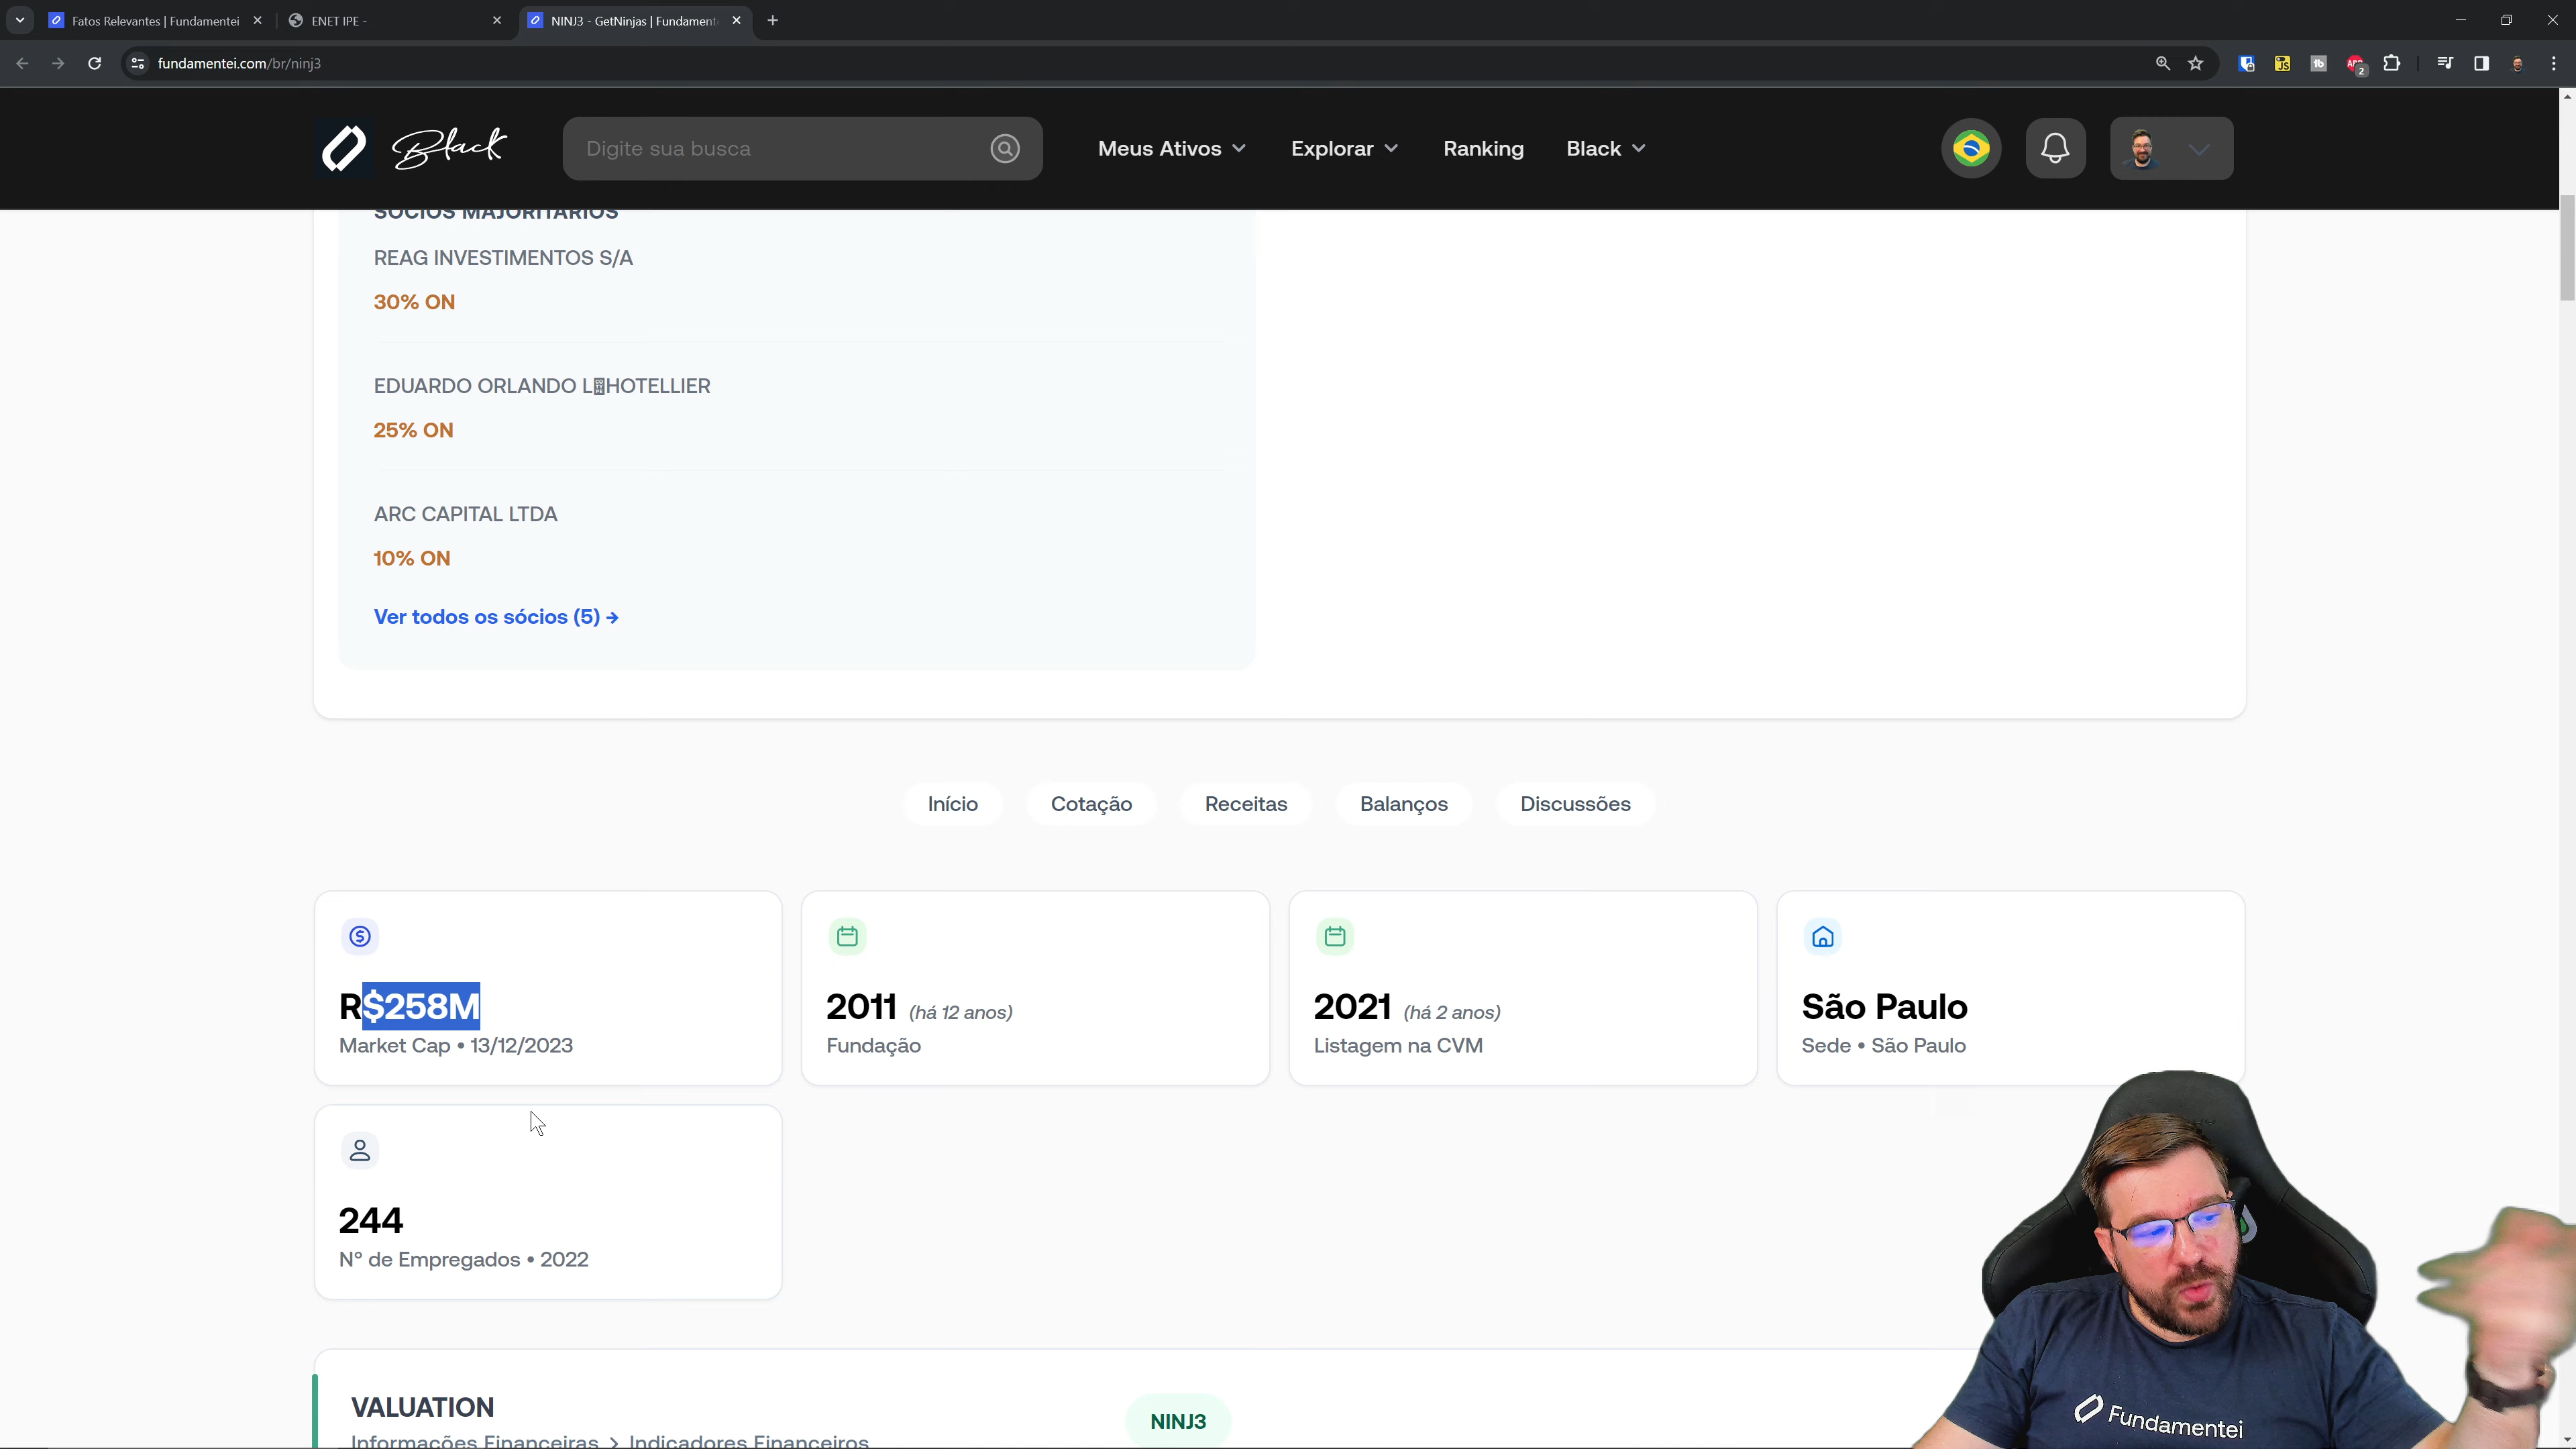 Fatos Relevantes | Fundamentei
ENET IPE -
NINJ3 - GetNinjas | Fundament
fundamentei.com/br/ninj3
2
Black
Digite sua busca
Meus Ativos
Explorar
Ranking
Black
SÓCIOS MAJORITÁRIOS
REAG INVESTIMENTOS S/A
30% ON
EDUARDO ORLANDO L HOTELLIER
25% ON
ARC CAPITAL LTDA
10% ON
Ver todos os sócios (5) →
Início
Cotação
Receitas
Balanços
Discussões
R$258M
Market Cap • 13/12/2023
2011 (há 12 anos)
Fundação
2021 (há 2 anos)
Listagem na CVM
São Paulo
Sede • São Paulo
244
N° de Empregados • 2022
VALUATION
Informações Financeiras > Indicadores Financeiros
NINJ3
Fundamentei